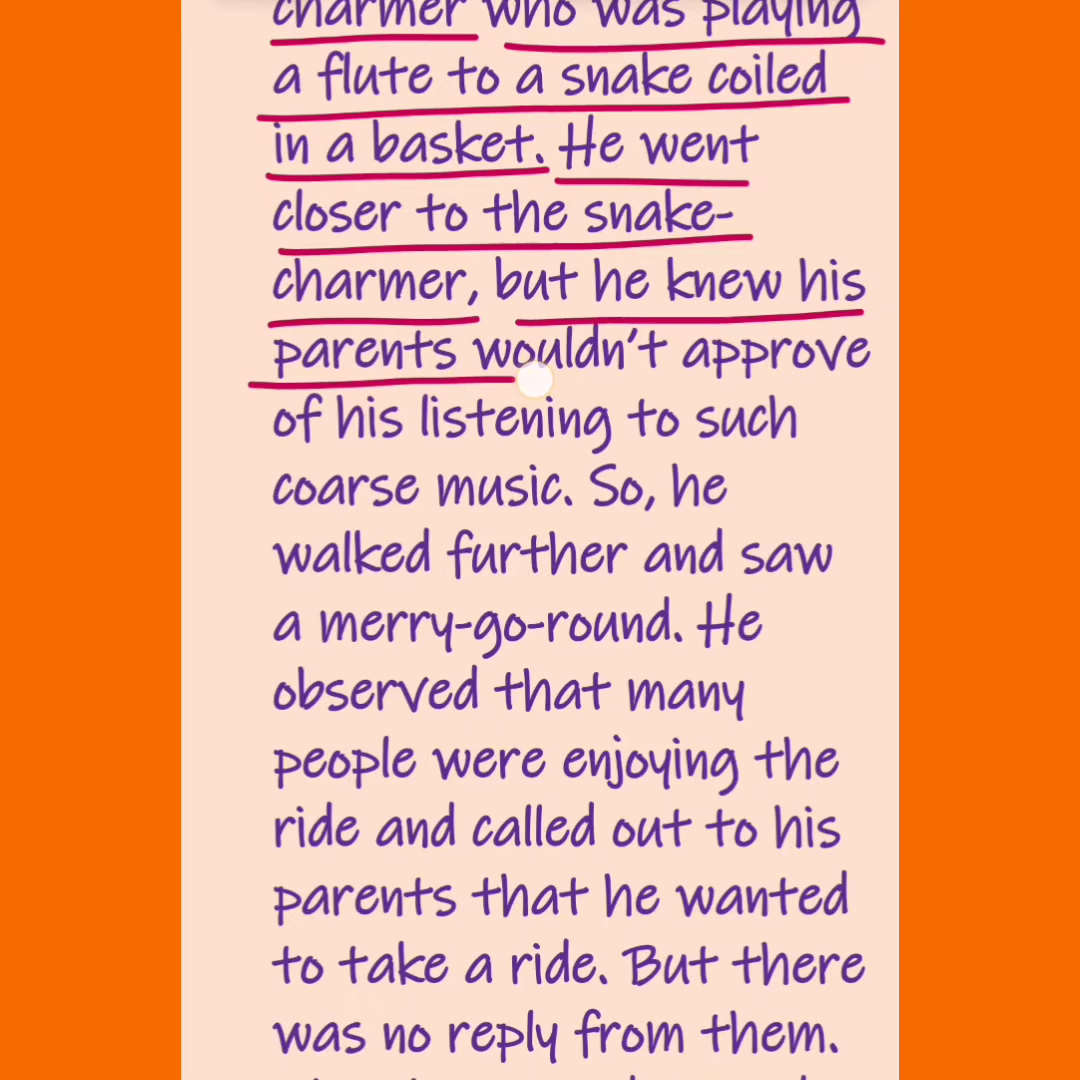 charmer who was playing
a flute to a snake coiled
in a basket. He went
closer to the snake-
charmer, but he knew his
parents wouldn't approve
of his listening to such
coarse music. So, he
walked further and saw
a merry-go-round. He
observed that many
people were enjoying the
ride and called out to his
parents that he wanted
to take a ride. But there
was no reply from them.